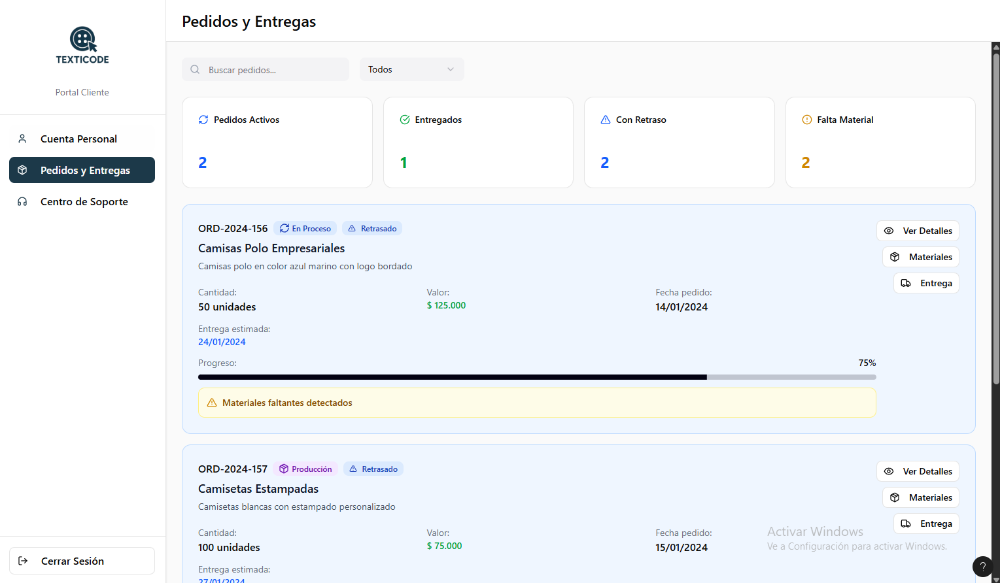 TEXTICODE
Portal Cliente
Cuenta Personal
Pedidos y Entregas
Centro de Soporte
Cerrar Sesión
Pedidos y Entregas
Buscar pedidos...
Todos
Pedidos Activos
2
Entregados
1
Con Retraso
2
Falta Material
2
ORD-2024-156 En Proceso Retrasado
Camisas Polo Empresariales
Camisas polo en color azul marino con logo bordado
Cantidad: Valor: Fecha pedido:
50 unidades $ 125.000 14/01/2024
Entrega estimada:
24/01/2024
Progreso: 75%
Materiales faltantes detectados
Ver Detalles
Materiales
Entrega
ORD-2024-157 Producción Retrasado
Camisetas Estampadas
Camisetas blancas con estampado personalizado
Cantidad: Valor: Fecha pedido:
100 unidades $ 75.000 15/01/2024
Entrega estimada:
27/01/2024
Ver Detalles
Materiales
Entrega
Activar Windows
Ve a Configuración para activar Windows.
?